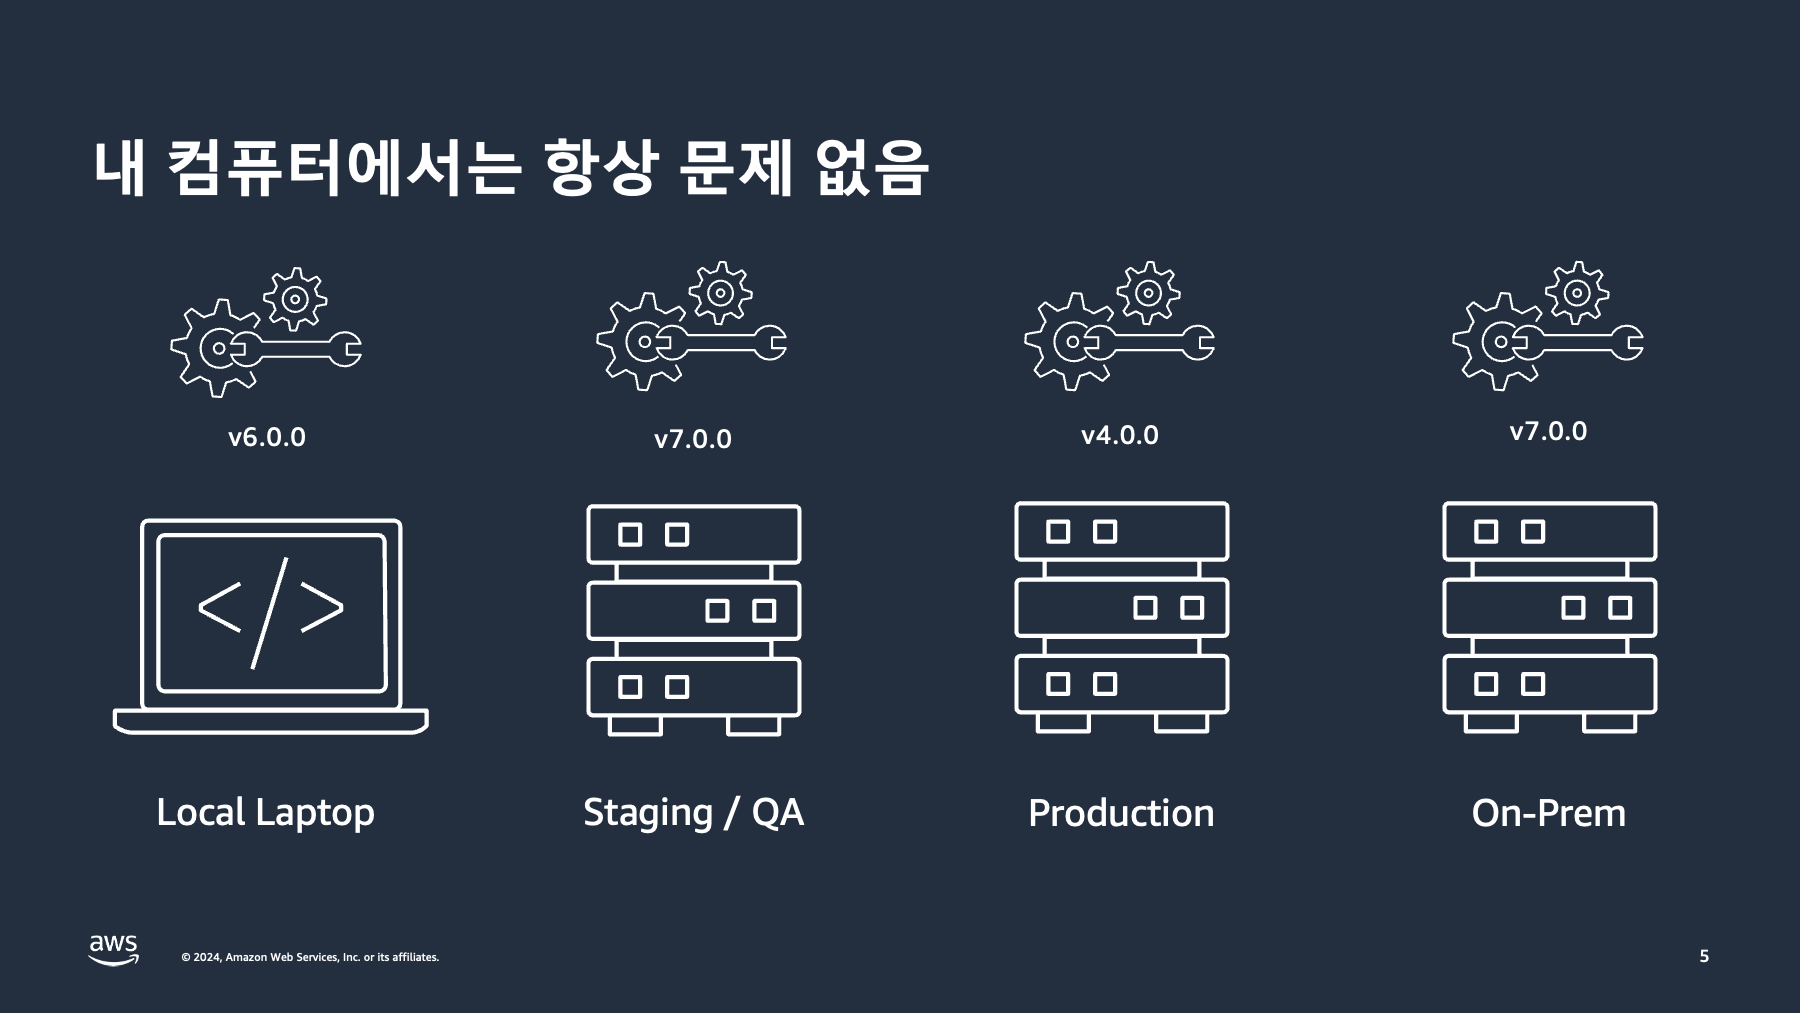 내 컴퓨터에서는 항상 문제 없음
v6.0.0
v7.0.0
v4.0.0
v7.0.0
</>
Local Laptop
Staging / QA
Production
On-Prem
aws
© 2024, Amazon Web Services, Inc. or its affiliates.
5